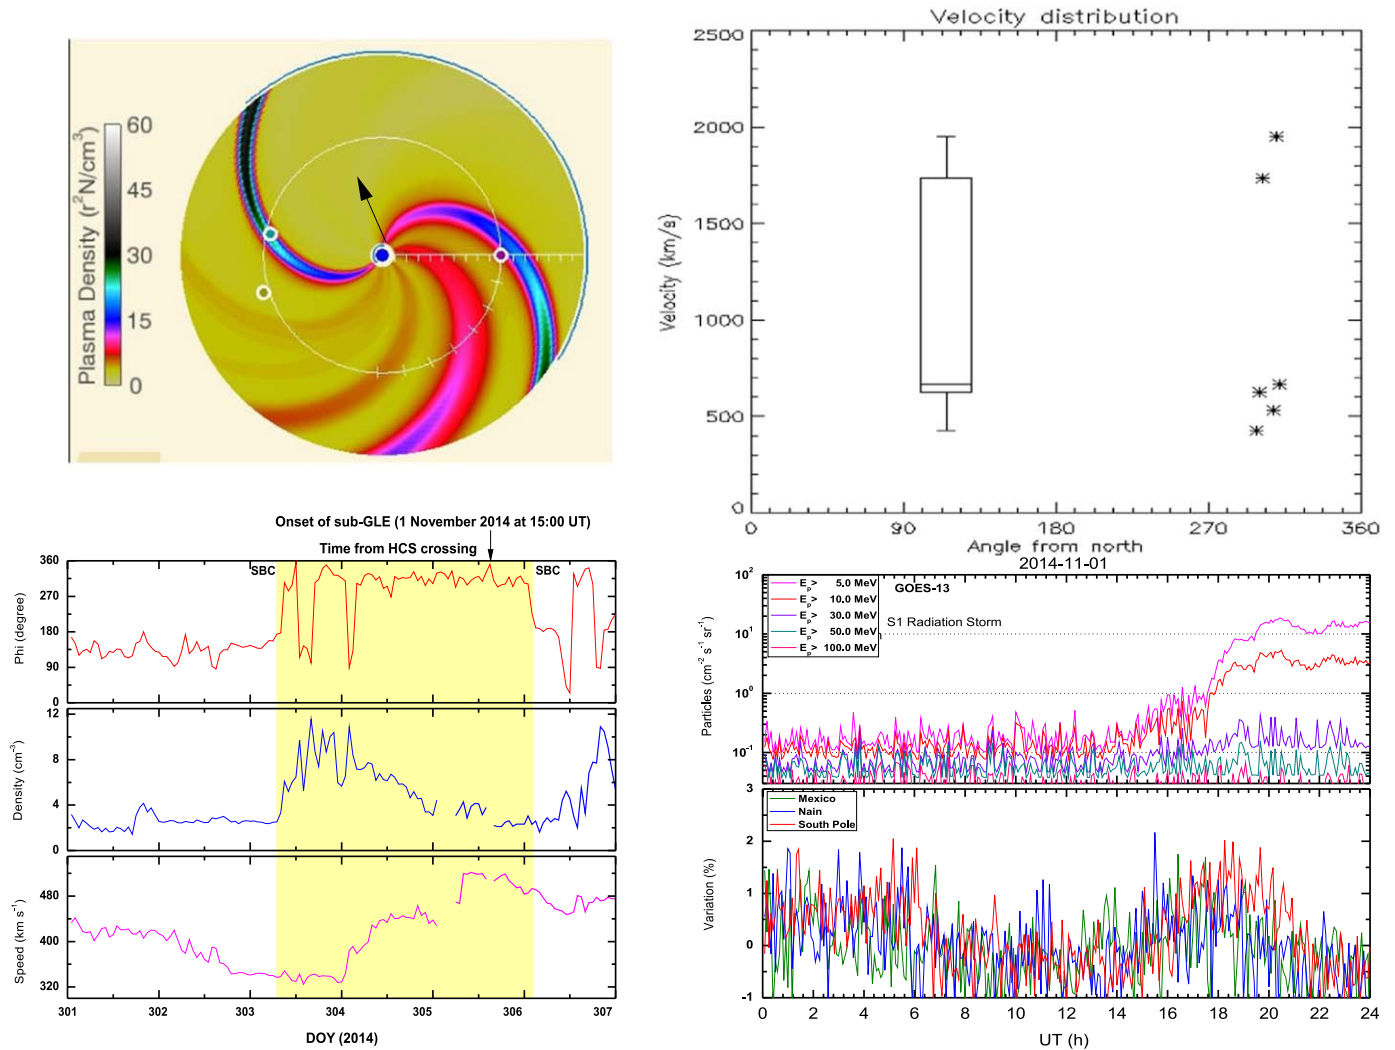 Plasma Density (r²N/cm³)
60
45
30
15
0
Velocity distribution
Velocity (km/s)
2500
2000
1500
1000
500
0
0 90 180 270 360
Angle from north
Onset of sub-GLE (1 November 2014 at 15:00 UT)
Time from HCS crossing
SBC SBC
Phi (degree)
360
270
180
90
0
Density (cm⁻³)
12
8
4
0
Speed (km s⁻¹)
480
400
320
301 302 303 304 305 306 307
DOY (2014)
2014-11-01
Particles (cm⁻² s⁻¹ sr⁻¹)
10²
10¹
10⁰
10⁻¹
Eₚ> 5.0 MeV
Eₚ> 10.0 MeV
Eₚ> 30.0 MeV
Eₚ> 50.0 MeV
Eₚ> 100.0 MeV
GOES-13
S1 Radiation Storm
Variation (%)
3
2
1
0
-1
Mexico
Nain
South Pole
0 2 4 6 8 10 12 14 16 18 20 22 24
UT (h)